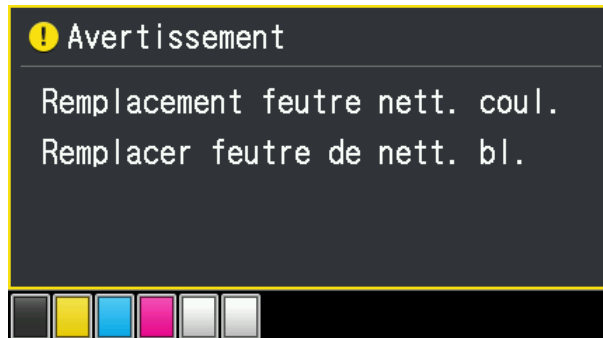 Avertissement
Remplacement feutre nett. coul.
Remplacer feutre de nett. bl.